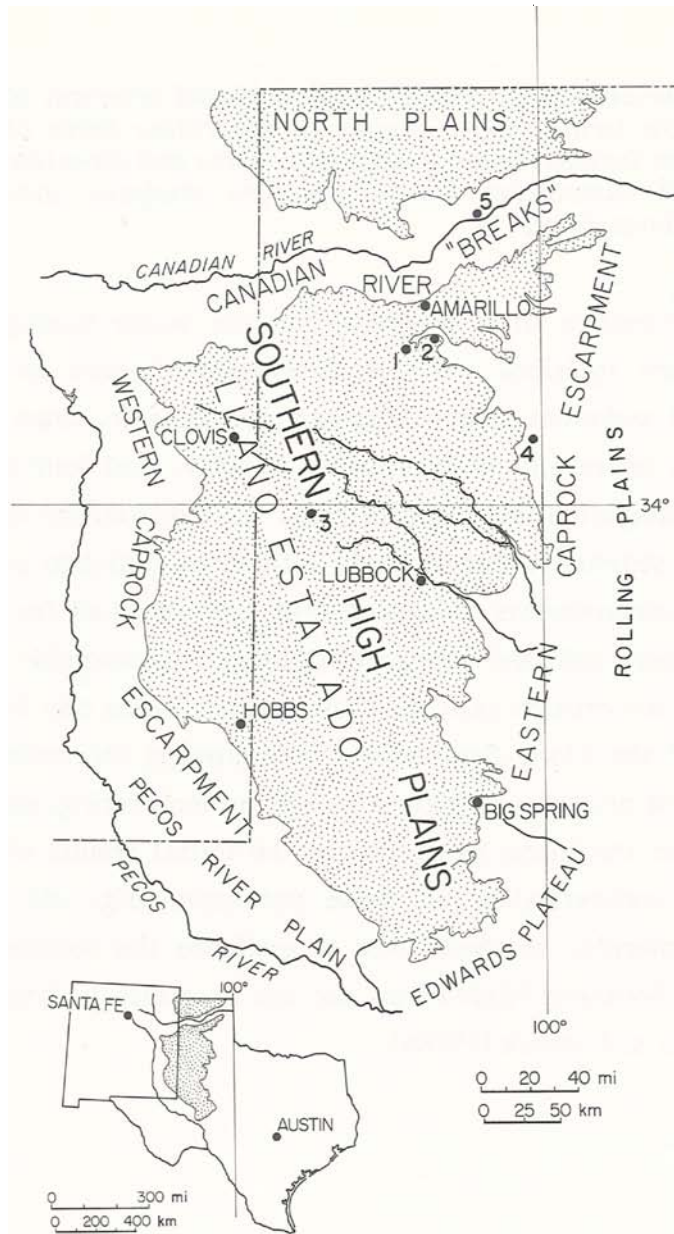 NORTH PLAINS
5
"BREAKS"
CANADIAN RIVER
CANADIAN RIVER
AMARILLO
1
2
SOUTHERN HIGH PLAINS
LLANO ESTACADO
WESTERN CAPROCK ESCARPMENT
EASTERN CAPROCK ESCARPMENT
ROLLING PLAINS
CLOVIS
4
34°
3
LUBBOCK
HOBBS
BIG SPRING
PECOS RIVER PLAIN
PECOS RIVER
EDWARDS PLATEAU
100°
0 20 40 mi
0 25 50 km
100°
SANTA FE
AUSTIN
0 300 mi
0 200 400 km